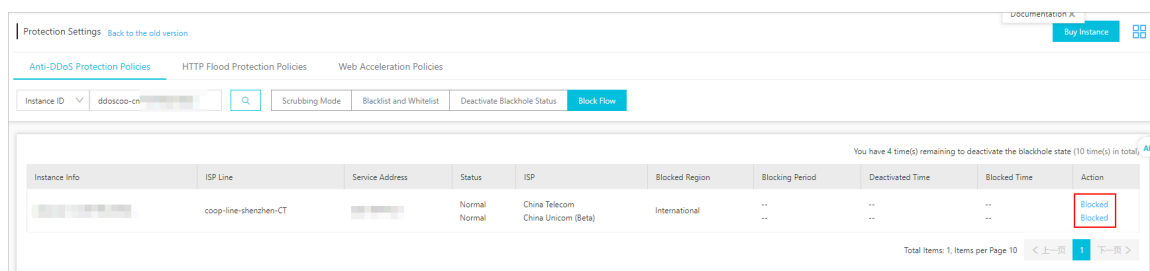 Documentation X
Protection Settings Back to the old version Buy Instance
Anti-DDoS Protection Policies HTTP Flood Protection Policies Web Acceleration Policies
Instance ID ddoscoo-cn Scrubbing Mode Blacklist and Whitelist Deactivate Blackhole Status Block Flow
You have 4 time(s) remaining to deactivate the blackhole state (10 time(s) in total)
Instance Info ISP Line Service Address Status ISP Blocked Region Blocking Period Deactivated Time Blocked Time Action
Normal China Telecom -- -- -- Blocked
coop-line-shenzhen-CT International
Normal China Unicom (Beta) -- -- -- Blocked
Total Items: 1, Items per Page 10 < 上一页 1 下一页 >